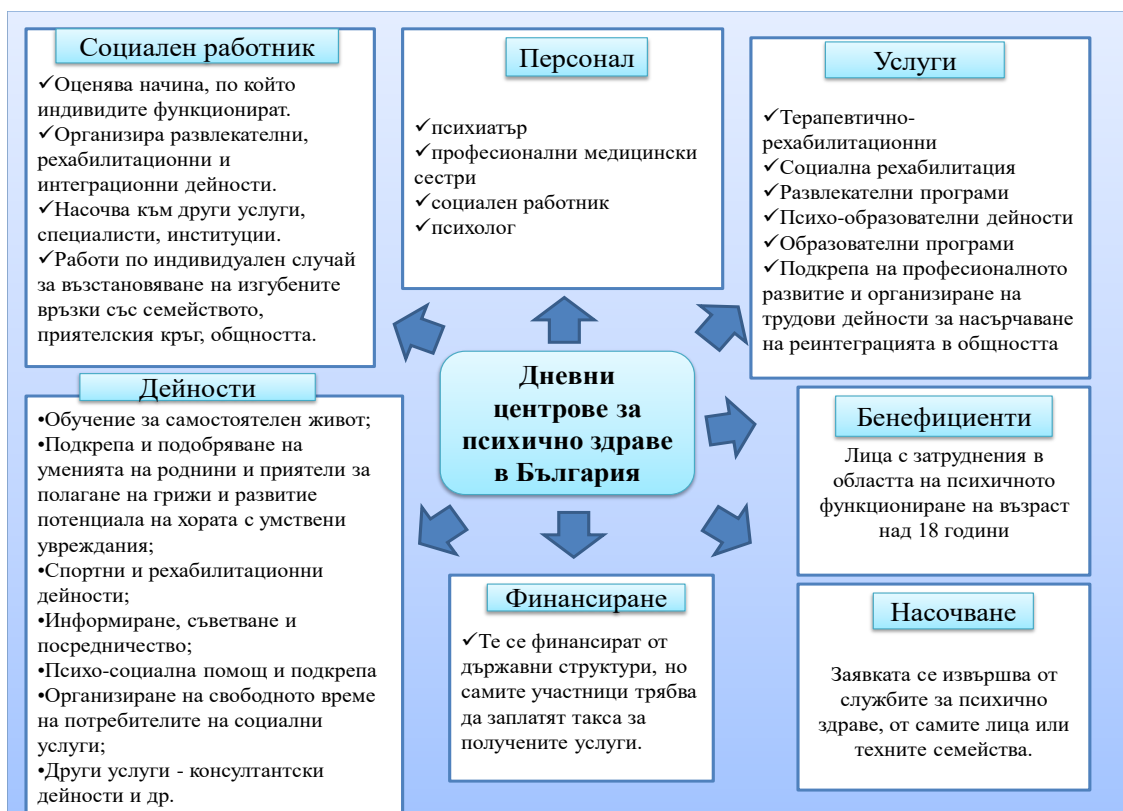 Социален работник
✓Оценява начина, по който
индивидите функционират.
✓Организира развлекателни,
рехабилитационни и
интеграционни дейности.
✓Насочва към други услуги,
специалисти, институции.
✓Работи по индивидуален случай
за възстановяване на изгубените
връзки със семейството,
приятелския кръг, общността.
Персонал
✓психиатър
✓професионални медицински
сестри
✓социален работник
✓психолог
Услуги
✓Терапевтично-
рехабилитационни
✓Социална рехабилитация
✓Развлекателни програми
✓Психо-образователни дейности
✓Образователни програми
✓Подкрепа на професионалното
развитие и организиране на
трудови дейности за насърчаване
на реинтеграцията в общността
Дневни
центрове за
психично здраве
в България
Дейности
•Обучение за самостоятелен живот;
•Подкрепа и подобряване на
уменията на роднини и приятели за
полагане на грижи и развитие
потенциала на хората с умствени
увреждания;
•Спортни и рехабилитационни
дейности;
•Информиране, съветване и
посредничество;
•Психо-социална помощ и подкрепа
•Организиране на свободното време
на потребителите на социални
услуги;
•Други услуги - консултантски
дейности и др.
Финансиране
✓Те се финансират от
държавни структури, но
самите участници трябва
да заплатят такса за
получените услуги.
Бенефициенти
Лица с затруднения в
областта на психичното
функциониране на възраст
над 18 години
Насочване
Заявката се извършва от
службите за психично
здраве, от самите лица или
техните семейства.